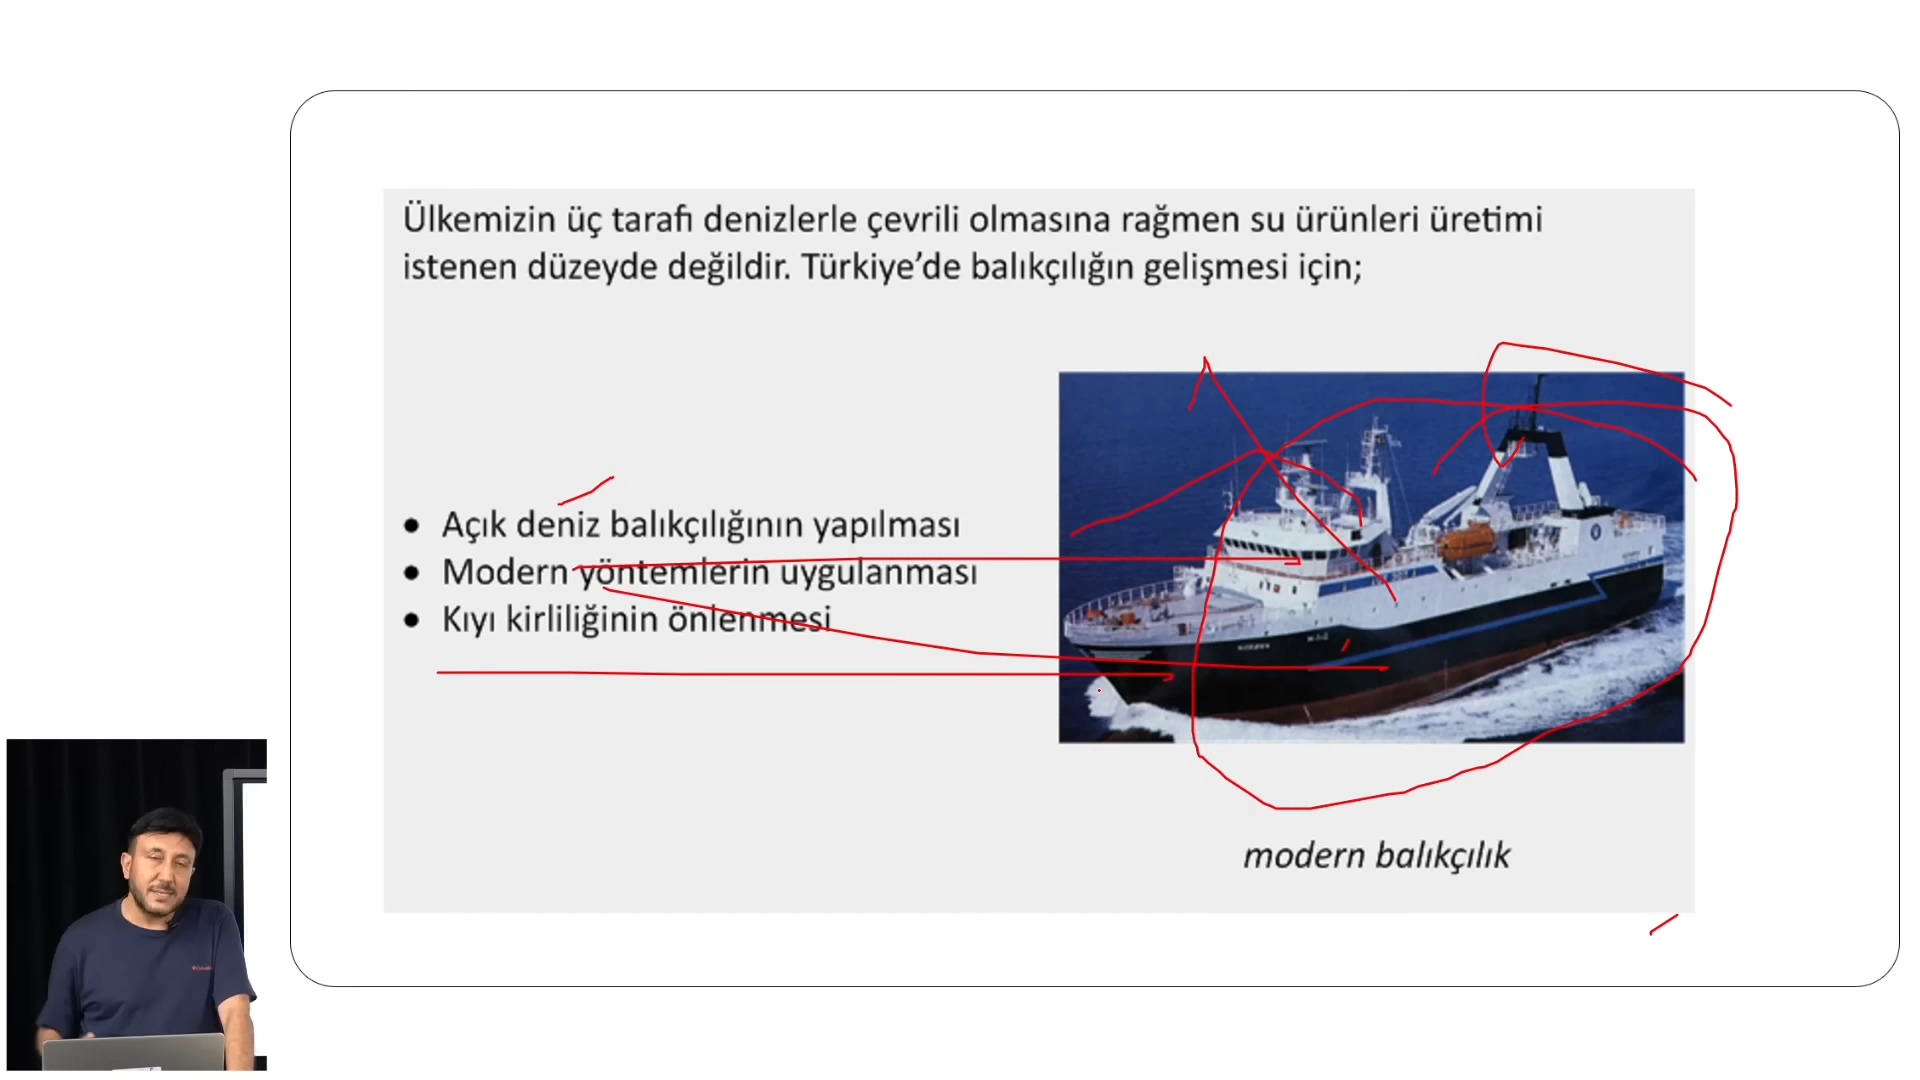 Ülkemizin üç tarafı denizlerle çevrili olmasına rağmen su ürünleri üretimi
istenen düzeyde değildir. Türkiye’de balıkçılığın gelişmesi için;
• Açık deniz balıkçılığının yapılması
• Modern yöntemlerin uygulanması
• Kıyı kirliliğinin önlenmesi
modern balıkçılık